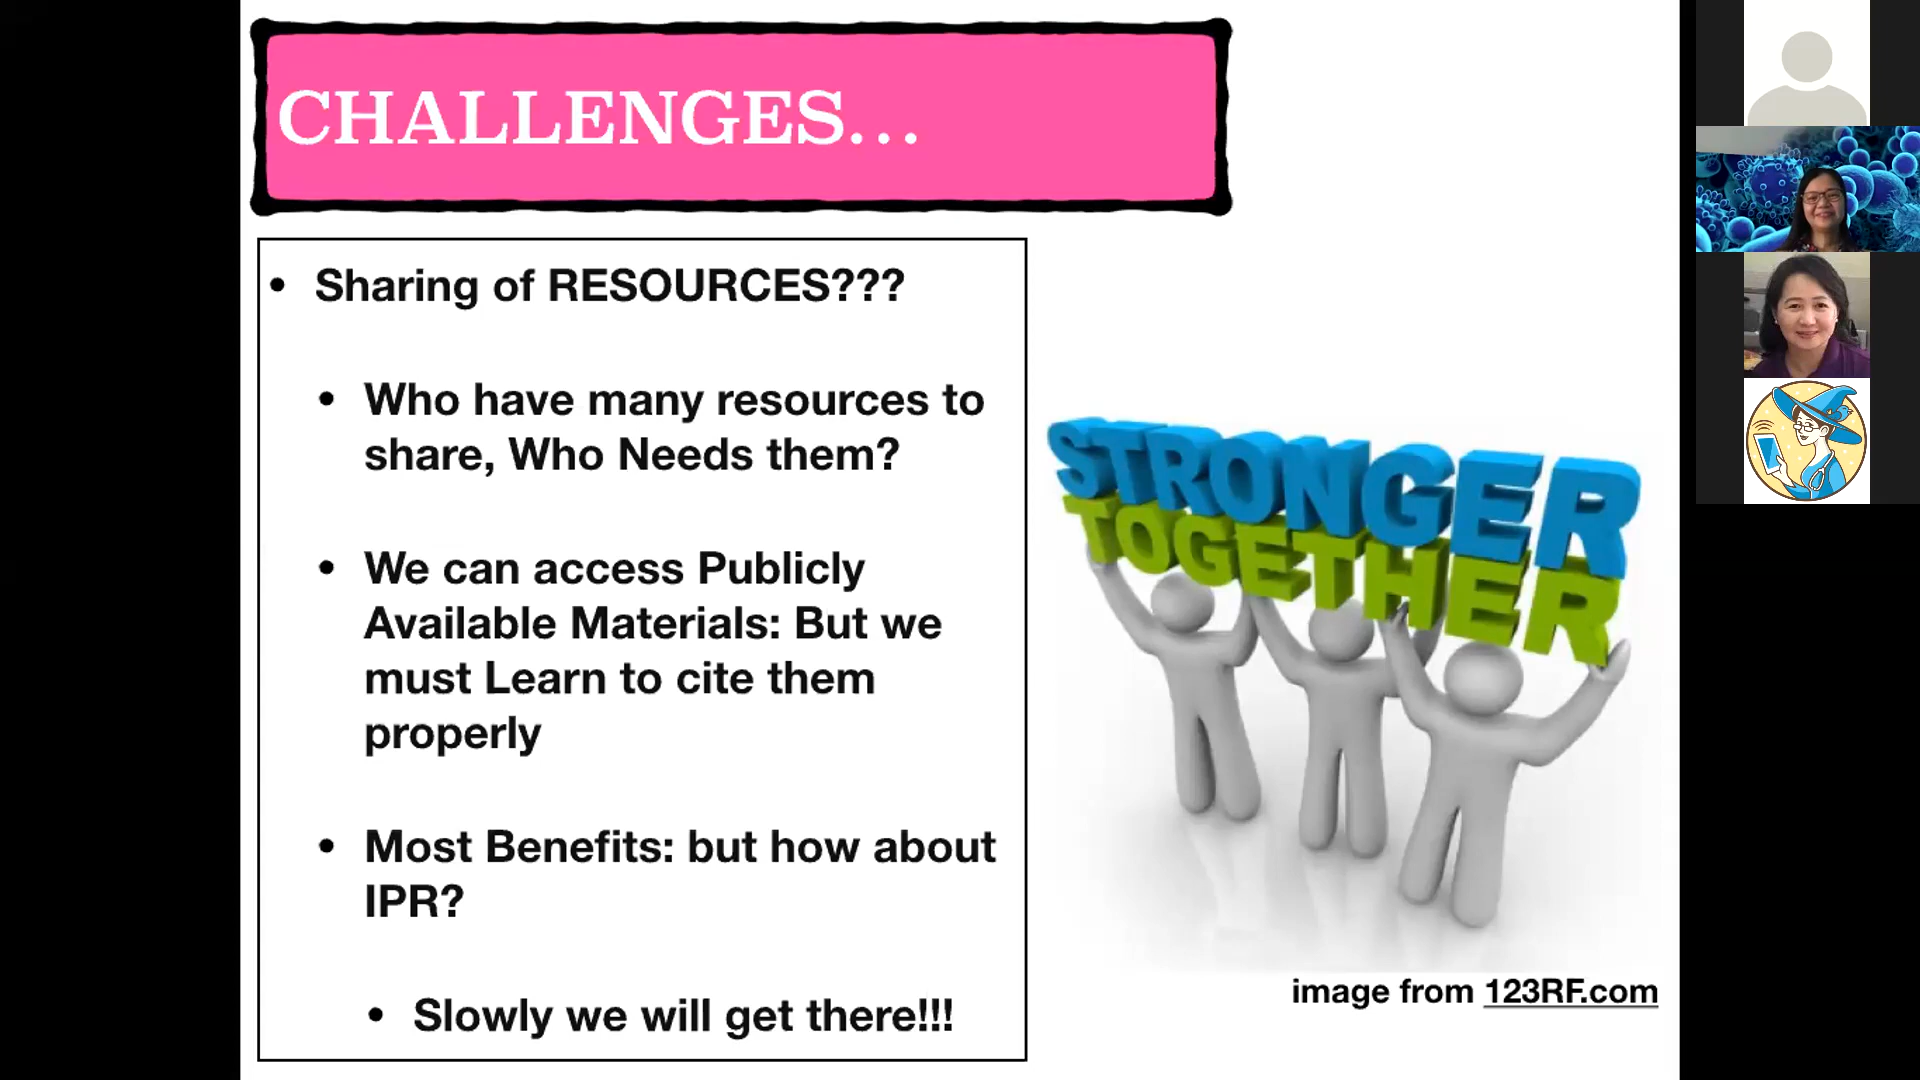 CHALLENGES...
• Sharing of RESOURCES???
• Who have many resources to
share, Who Needs them?
• We can access Publicly
Available Materials: But we
must Learn to cite them
properly
• Most Benefits: but how about
IPR?
• Slowly we will get there!!!
STRONGER
TOGETHER
image from 123RF.com